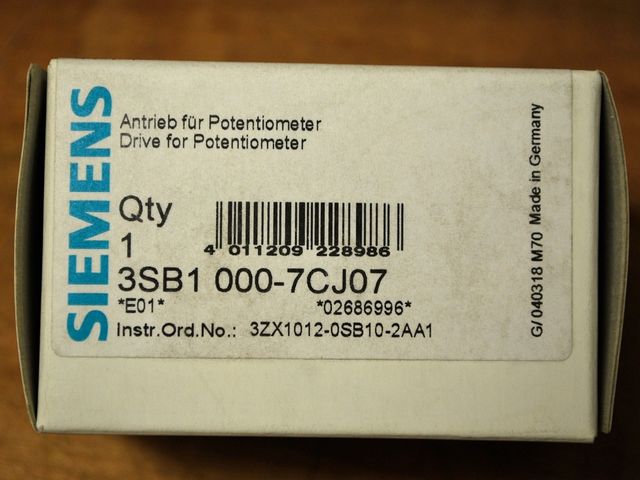 SIEMENS
Antrieb für Potentiometer
Drive for Potentiometer
Qty
1
4 011209 228986
3SB1 000-7CJ07
*E01* *02686996*
Instr.Ord.No.: 3ZX1012-0SB10-2AA1
G/ 040318 M70 Made in Germany